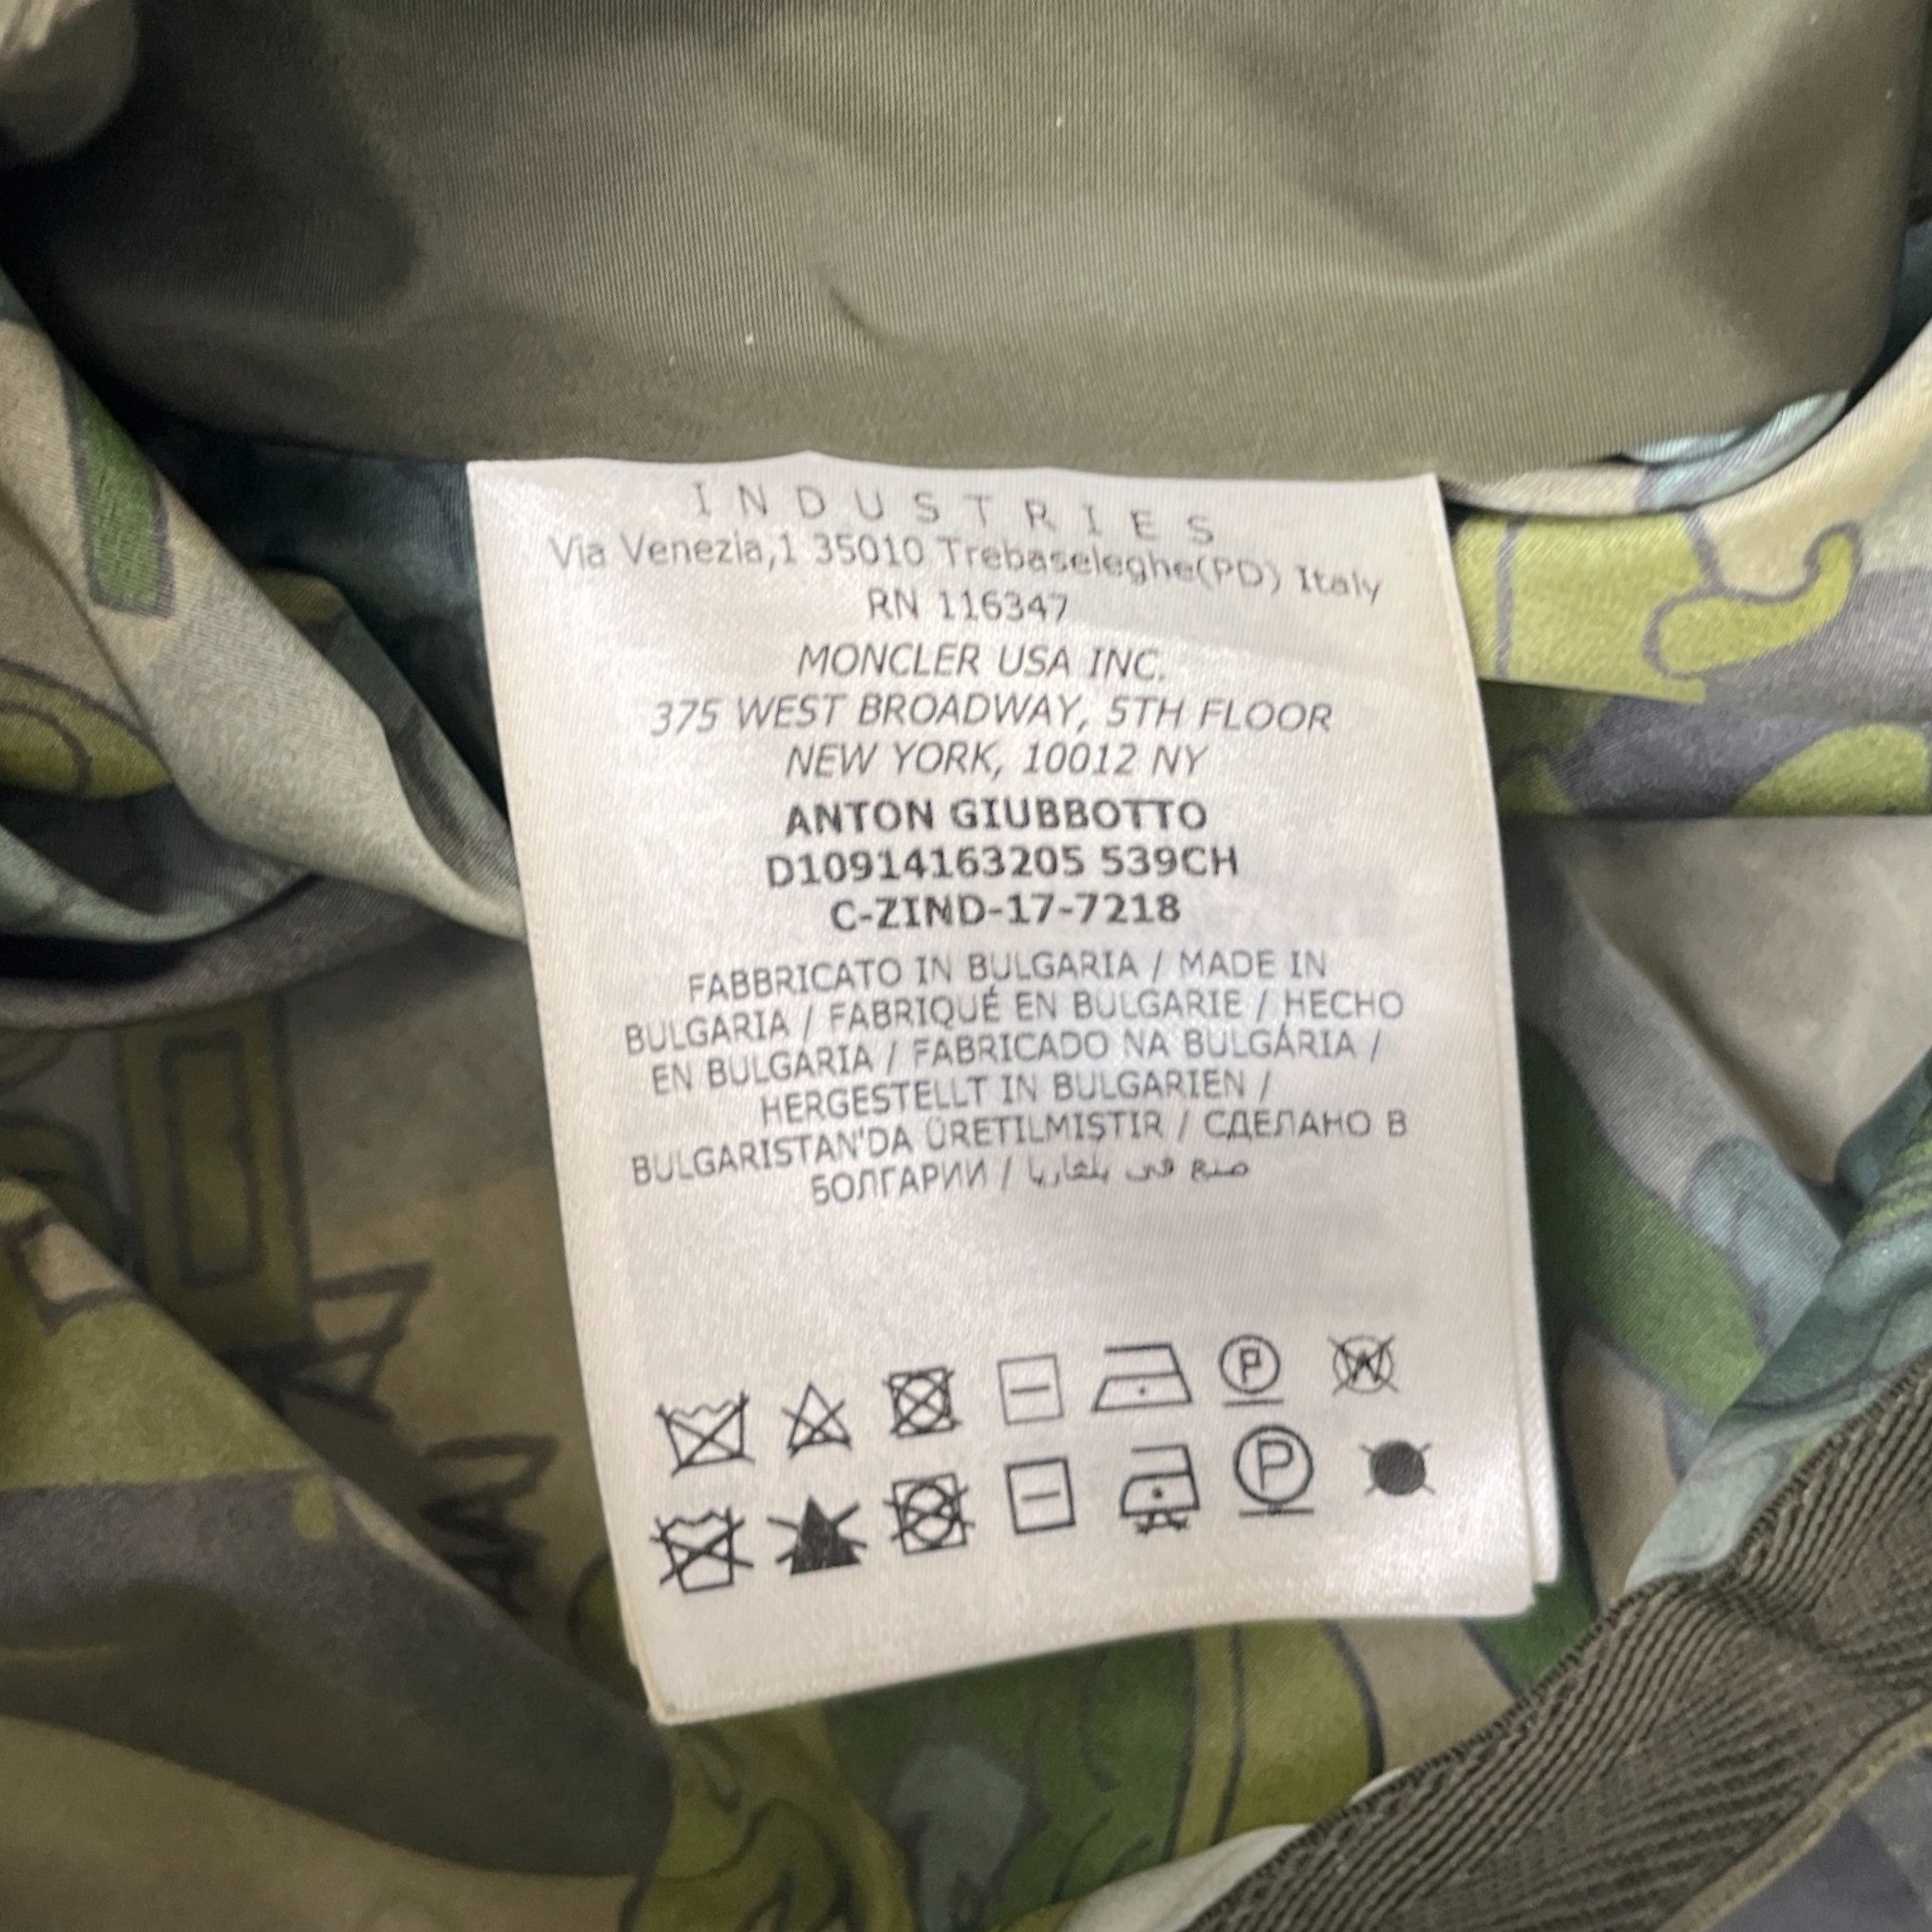 INDUSTRIES
Via Venezia,1 35010 Trebaseleghe(PD) Italy
RN 116347
MONCLER USA INC.
375 WEST BROADWAY, 5TH FLOOR
NEW YORK, 10012 NY
ANTON GIUBBOTTO
D10914163205 539CH
C-ZIND-17-7218
FABBRICATO IN BULGARIA / MADE IN
BULGARIA / FABRIQUÉ EN BULGARIE / HECHO
EN BULGARIA / FABRICADO NA BULGÁRIA /
HERGESTELLT IN BULGARIEN /
BULGARISTAN'DA ÜRETILMIŞTIR / СДЕЛАНО В
БОЛГАРИИ / صنع في بلغاريا
P W
P